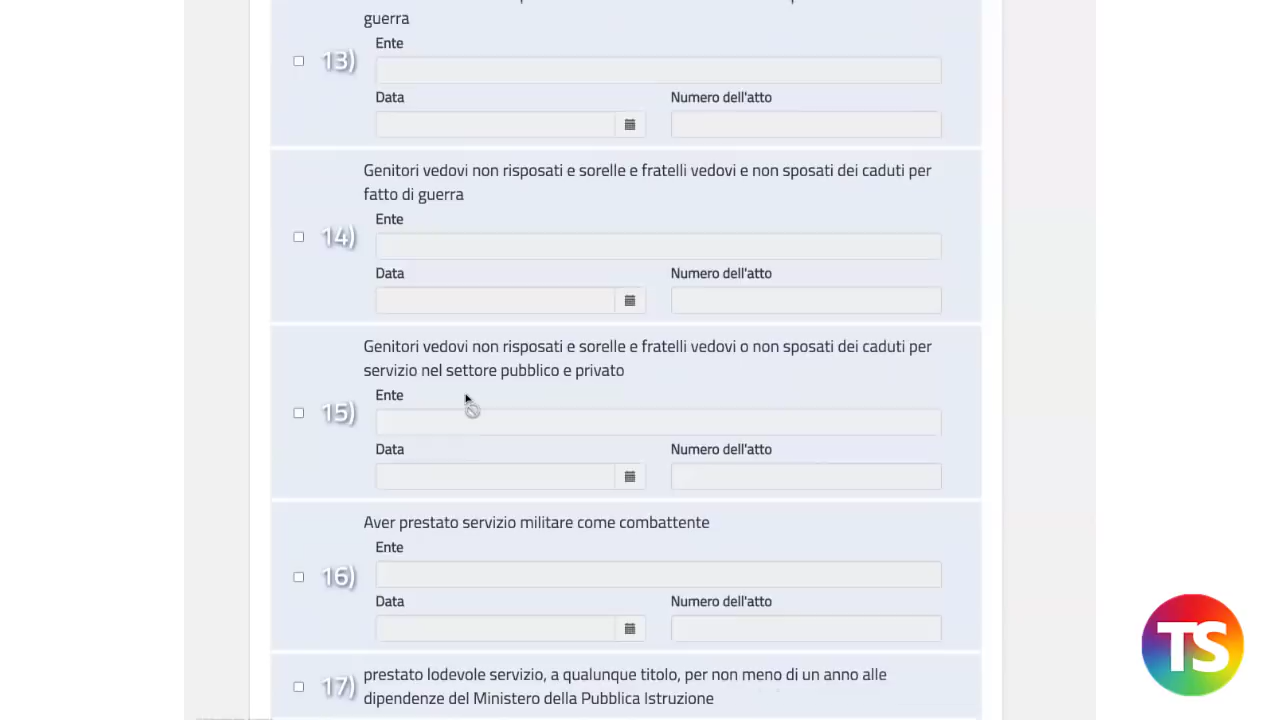 guerra
13)
Ente
Data
Numero dell'atto
14)
Genitori vedovi non risposati e sorelle e fratelli vedovi e non sposati dei caduti per
fatto di guerra
Ente
Data
Numero dell'atto
15)
Genitori vedovi non risposati e sorelle e fratelli vedovi o non sposati dei caduti per
servizio nel settore pubblico e privato
Ente
Data
Numero dell'atto
16)
Aver prestato servizio militare come combattente
Ente
Data
Numero dell'atto
17)
prestato lodevole servizio, a qualunque titolo, per non meno di un anno alle
dipendenze del Ministero della Pubblica Istruzione
TS